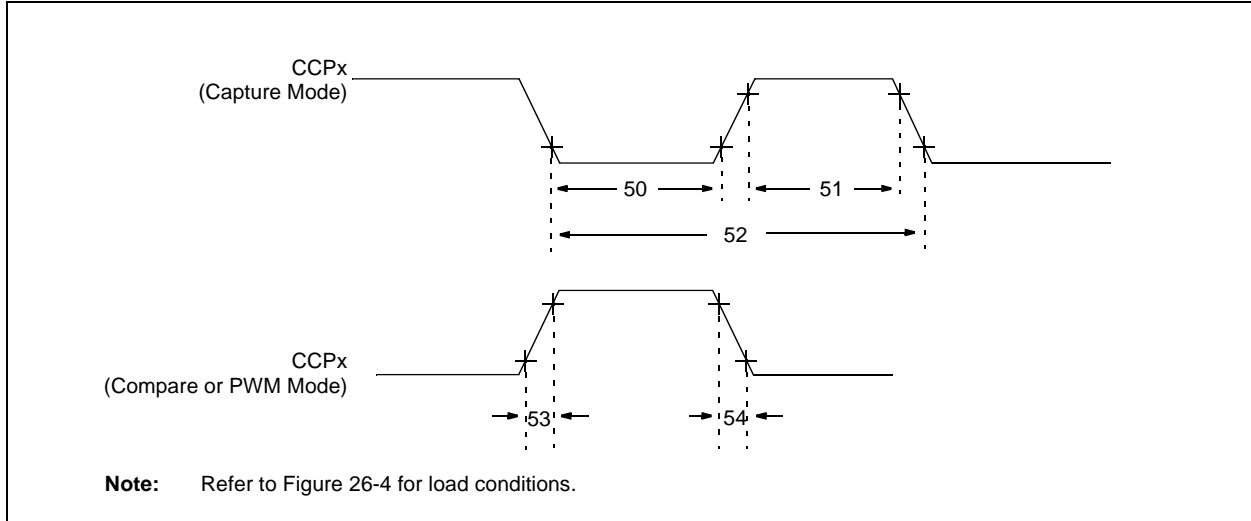 CCPx
(Capture Mode)
50
51
52
CCPx
(Compare or PWM Mode)
53
54
Note: Refer to Figure 26-4 for load conditions.